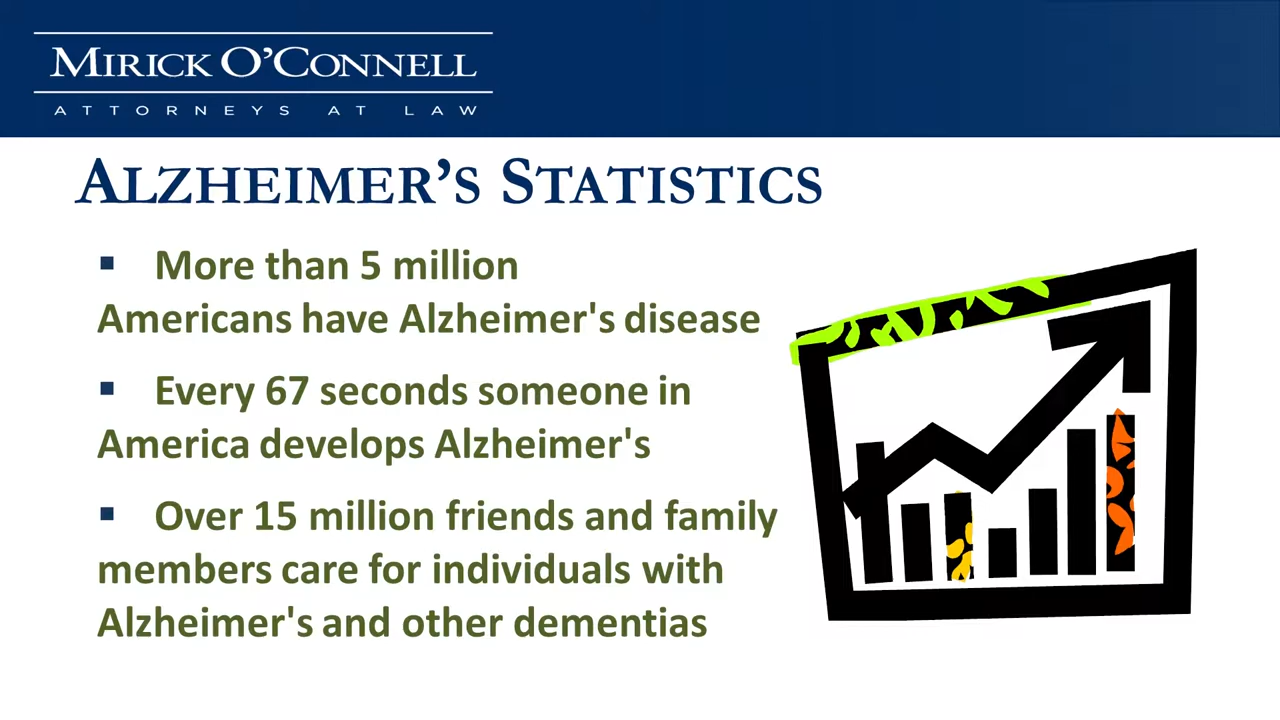 MIRICK O'CONNELL
ATTORNEYS AT LAW
ALZHEIMER'S STATISTICS
▪ More than 5 million
Americans have Alzheimer's disease
▪ Every 67 seconds someone in
America develops Alzheimer's
▪ Over 15 million friends and family
members care for individuals with
Alzheimer's and other dementias